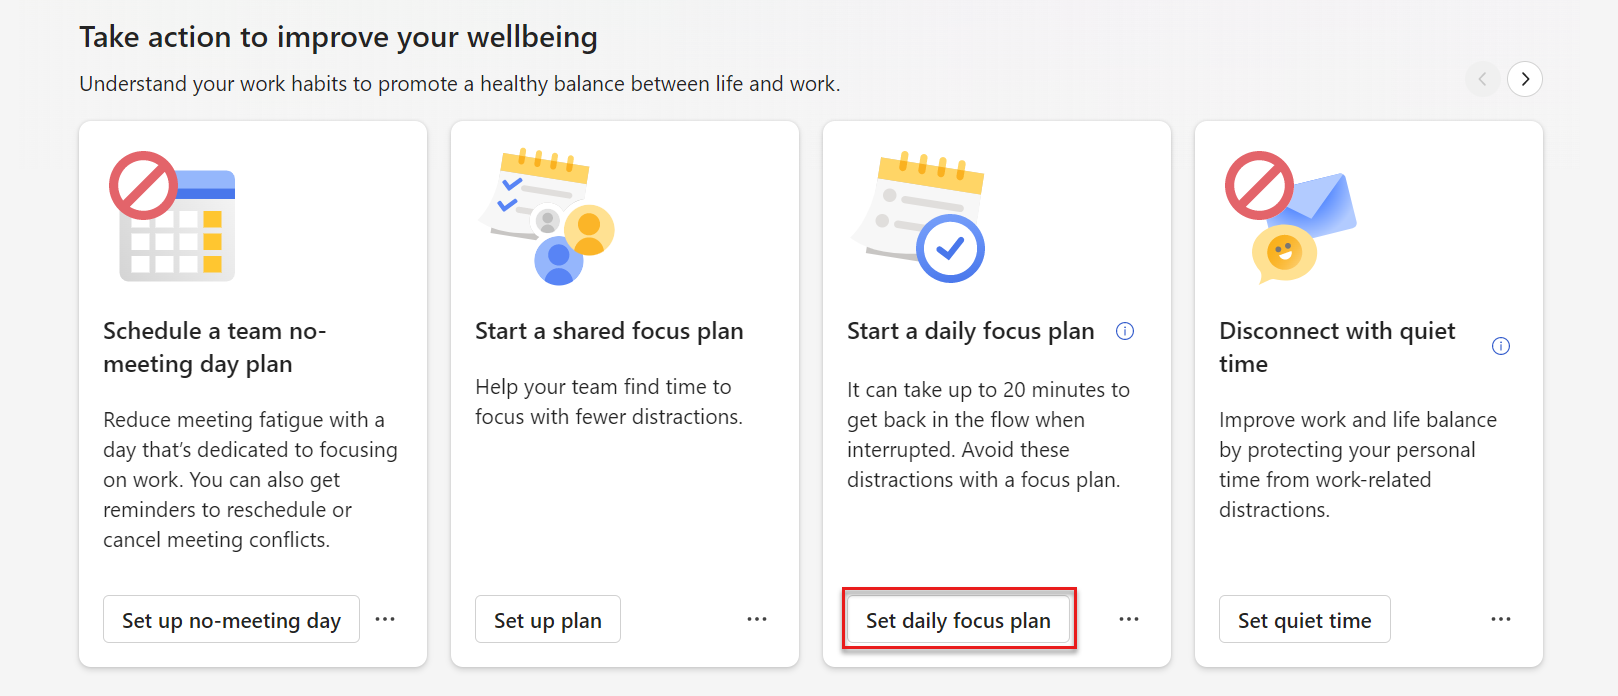 Take action to improve your wellbeing
Understand your work habits to promote a healthy balance between life and work.
Schedule a team no-
meeting day plan
Reduce meeting fatigue with a
day that's dedicated to focusing
on work. You can also get
reminders to reschedule or
cancel meeting conflicts.
Set up no-meeting day
Start a shared focus plan
Help your team find time to
focus with fewer distractions.
Set up plan
Start a daily focus plan
It can take up to 20 minutes to
get back in the flow when
interrupted. Avoid these
distractions with a focus plan.
Set daily focus plan
Disconnect with quiet
time
Improve work and life balance
by protecting your personal
time from work-related
distractions.
Set quiet time